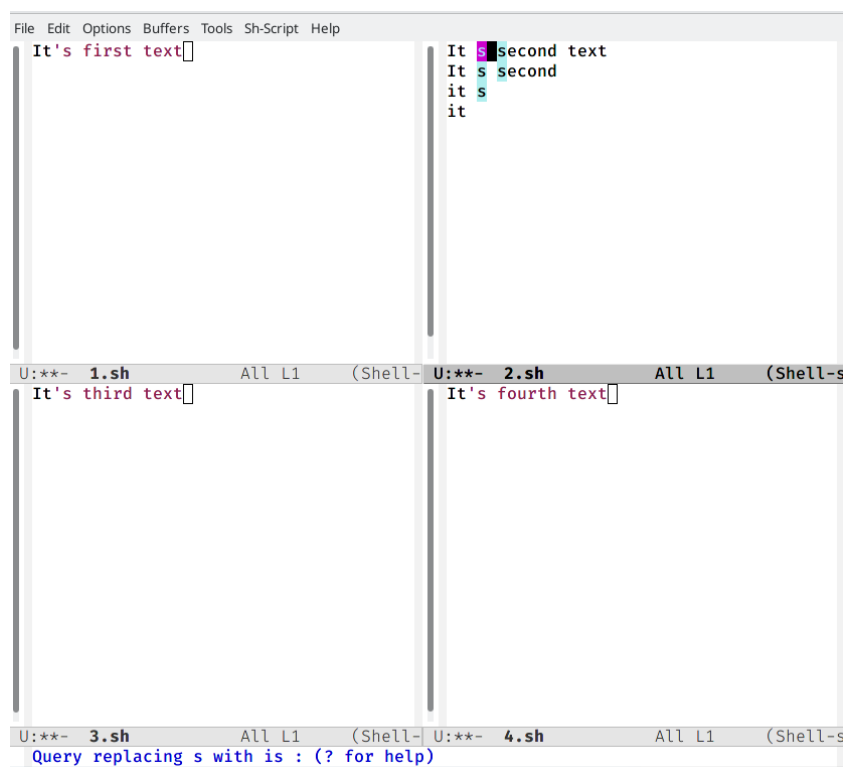 File Edit Options Buffers Tools Sh-Script Help
It's first text
It s second text
It s second
it s
it
U:**- 1.sh All L1 (Shell-
U:**- 2.sh All L1 (Shell-s
It's third text
It's fourth text
U:**- 3.sh All L1 (Shell-
U:**- 4.sh All L1 (Shell-s
Query replacing s with is : (? for help)